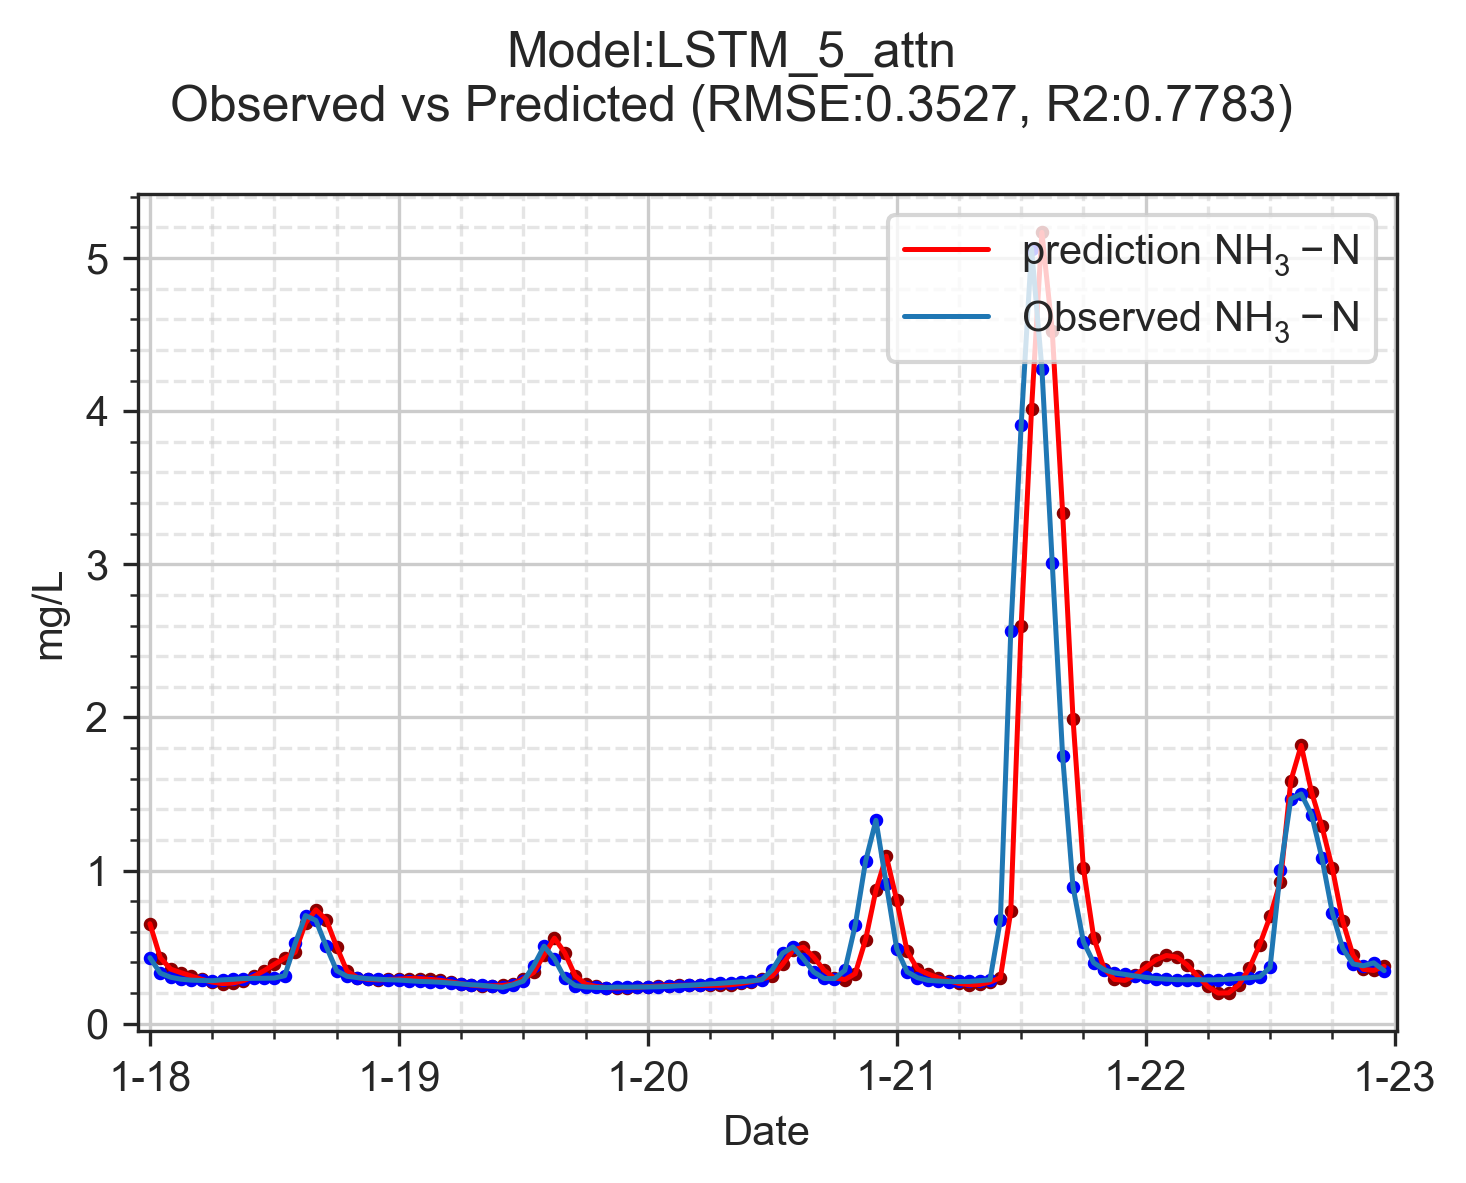 Model:LSTM_5_attn
Observed vs Predicted (RMSE:0.3527, R2:0.7783)
prediction NH₃ − N
Observed NH₃ − N
5
4
3
2
1
0
mg/L
1-18 1-19 1-20 1-21 1-22 1-23
Date